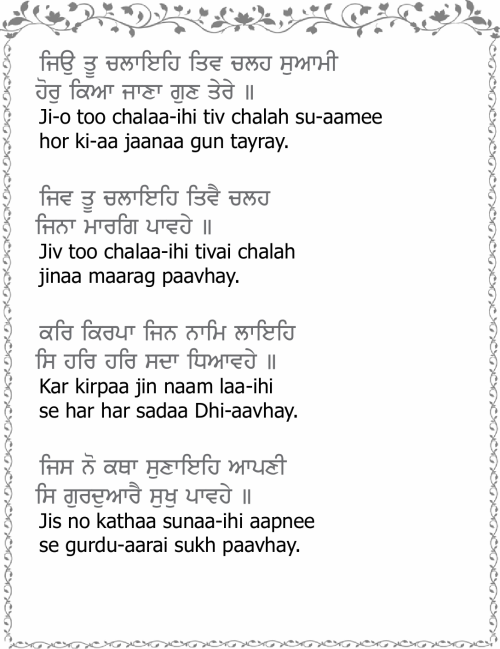 ਜਿਉ ਤੂ ਚਲਾਇਹਿ ਤਿਵ ਚਲਹ ਸੁਆਮੀ
ਹੋਰੁ ਕਿਆ ਜਾਣਾ ਗੁਣ ਤੇਰੇ ॥
Ji-o too chalaa-ihi tiv chalah su-aamee
hor ki-aa jaanaa gun tayray.
ਜਿਵ ਤੂ ਚਲਾਇਹਿ ਤਿਵੈ ਚਲਹ
ਜਿਨਾ ਮਾਰਗਿ ਪਾਵਹੇ ॥
Jiv too chalaa-ihi tivai chalah
jinaa maarag paavhay.
ਕਰਿ ਕਿਰਪਾ ਜਿਨ ਨਾਮਿ ਲਾਇਹਿ
ਸਿ ਹਰਿ ਹਰਿ ਸਦਾ ਧਿਆਵਹੇ ॥
Kar kirpaa jin naam laa-ihi
se har har sadaa Dhi-aavhay.
ਜਿਸ ਨੋ ਕਥਾ ਸੁਣਾਇਹਿ ਆਪਣੀ
ਸਿ ਗੁਰਦੁਆਰੈ ਸੁਖੁ ਪਾਵਹੇ ॥
Jis no kathaa sunaa-ihi aapnee
se gurdu-aarai sukh paavhay.